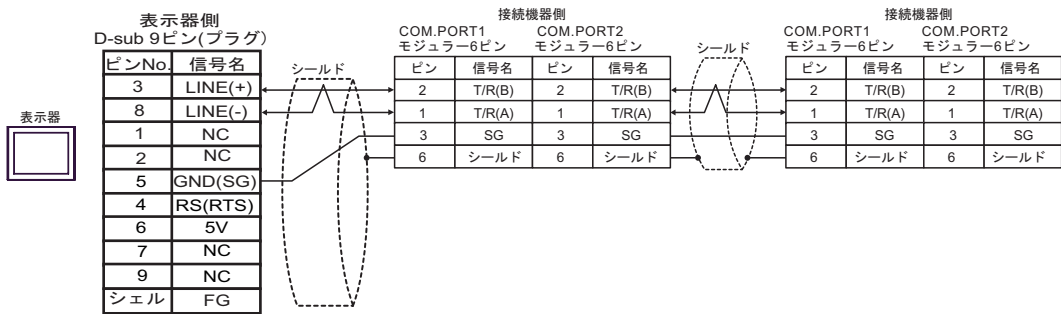 表示器
表示器側
D-sub 9ピン(プラグ)
ピンNo. 信号名
3 LINE(+)
8 LINE(-)
1 NC
2 NC
5 GND(SG)
4 RS(RTS)
6 5V
7 NC
9 NC
シェル FG
シールド
接続機器側
COM.PORT1 COM.PORT2
モジュラー6ピン モジュラー6ピン
ピン 信号名 ピン 信号名
2 T/R(B) 2 T/R(B)
1 T/R(A) 1 T/R(A)
3 SG 3 SG
6 シールド 6 シールド
シールド
接続機器側
COM.PORT1 COM.PORT2
モジュラー6ピン モジュラー6ピン
ピン 信号名 ピン 信号名
2 T/R(B) 2 T/R(B)
1 T/R(A) 1 T/R(A)
3 SG 3 SG
6 シールド 6 シールド